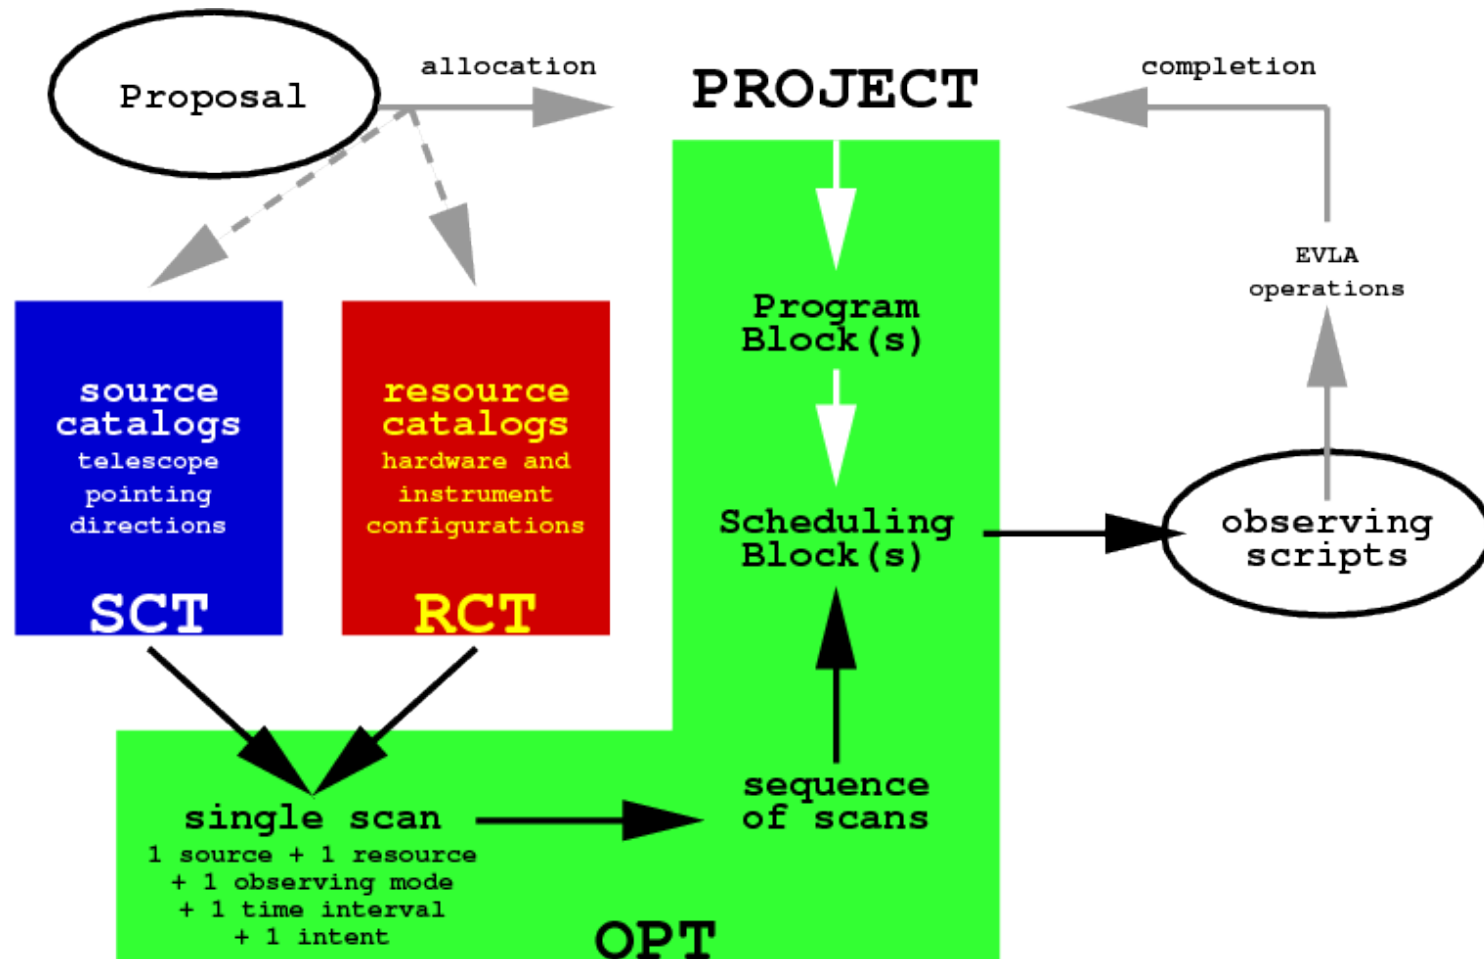 Proposal
allocation
PROJECT
completion
EVLA
operations
Program
Block(s)
source
catalogs
telescope
pointing
directions
SCT
resource
catalogs
hardware and
instrument
configurations
RCT
Scheduling
Block(s)
observing
scripts
sequence
of scans
single scan
1 source + 1 resource
+ 1 observing mode
+ 1 time interval
+ 1 intent
OPT